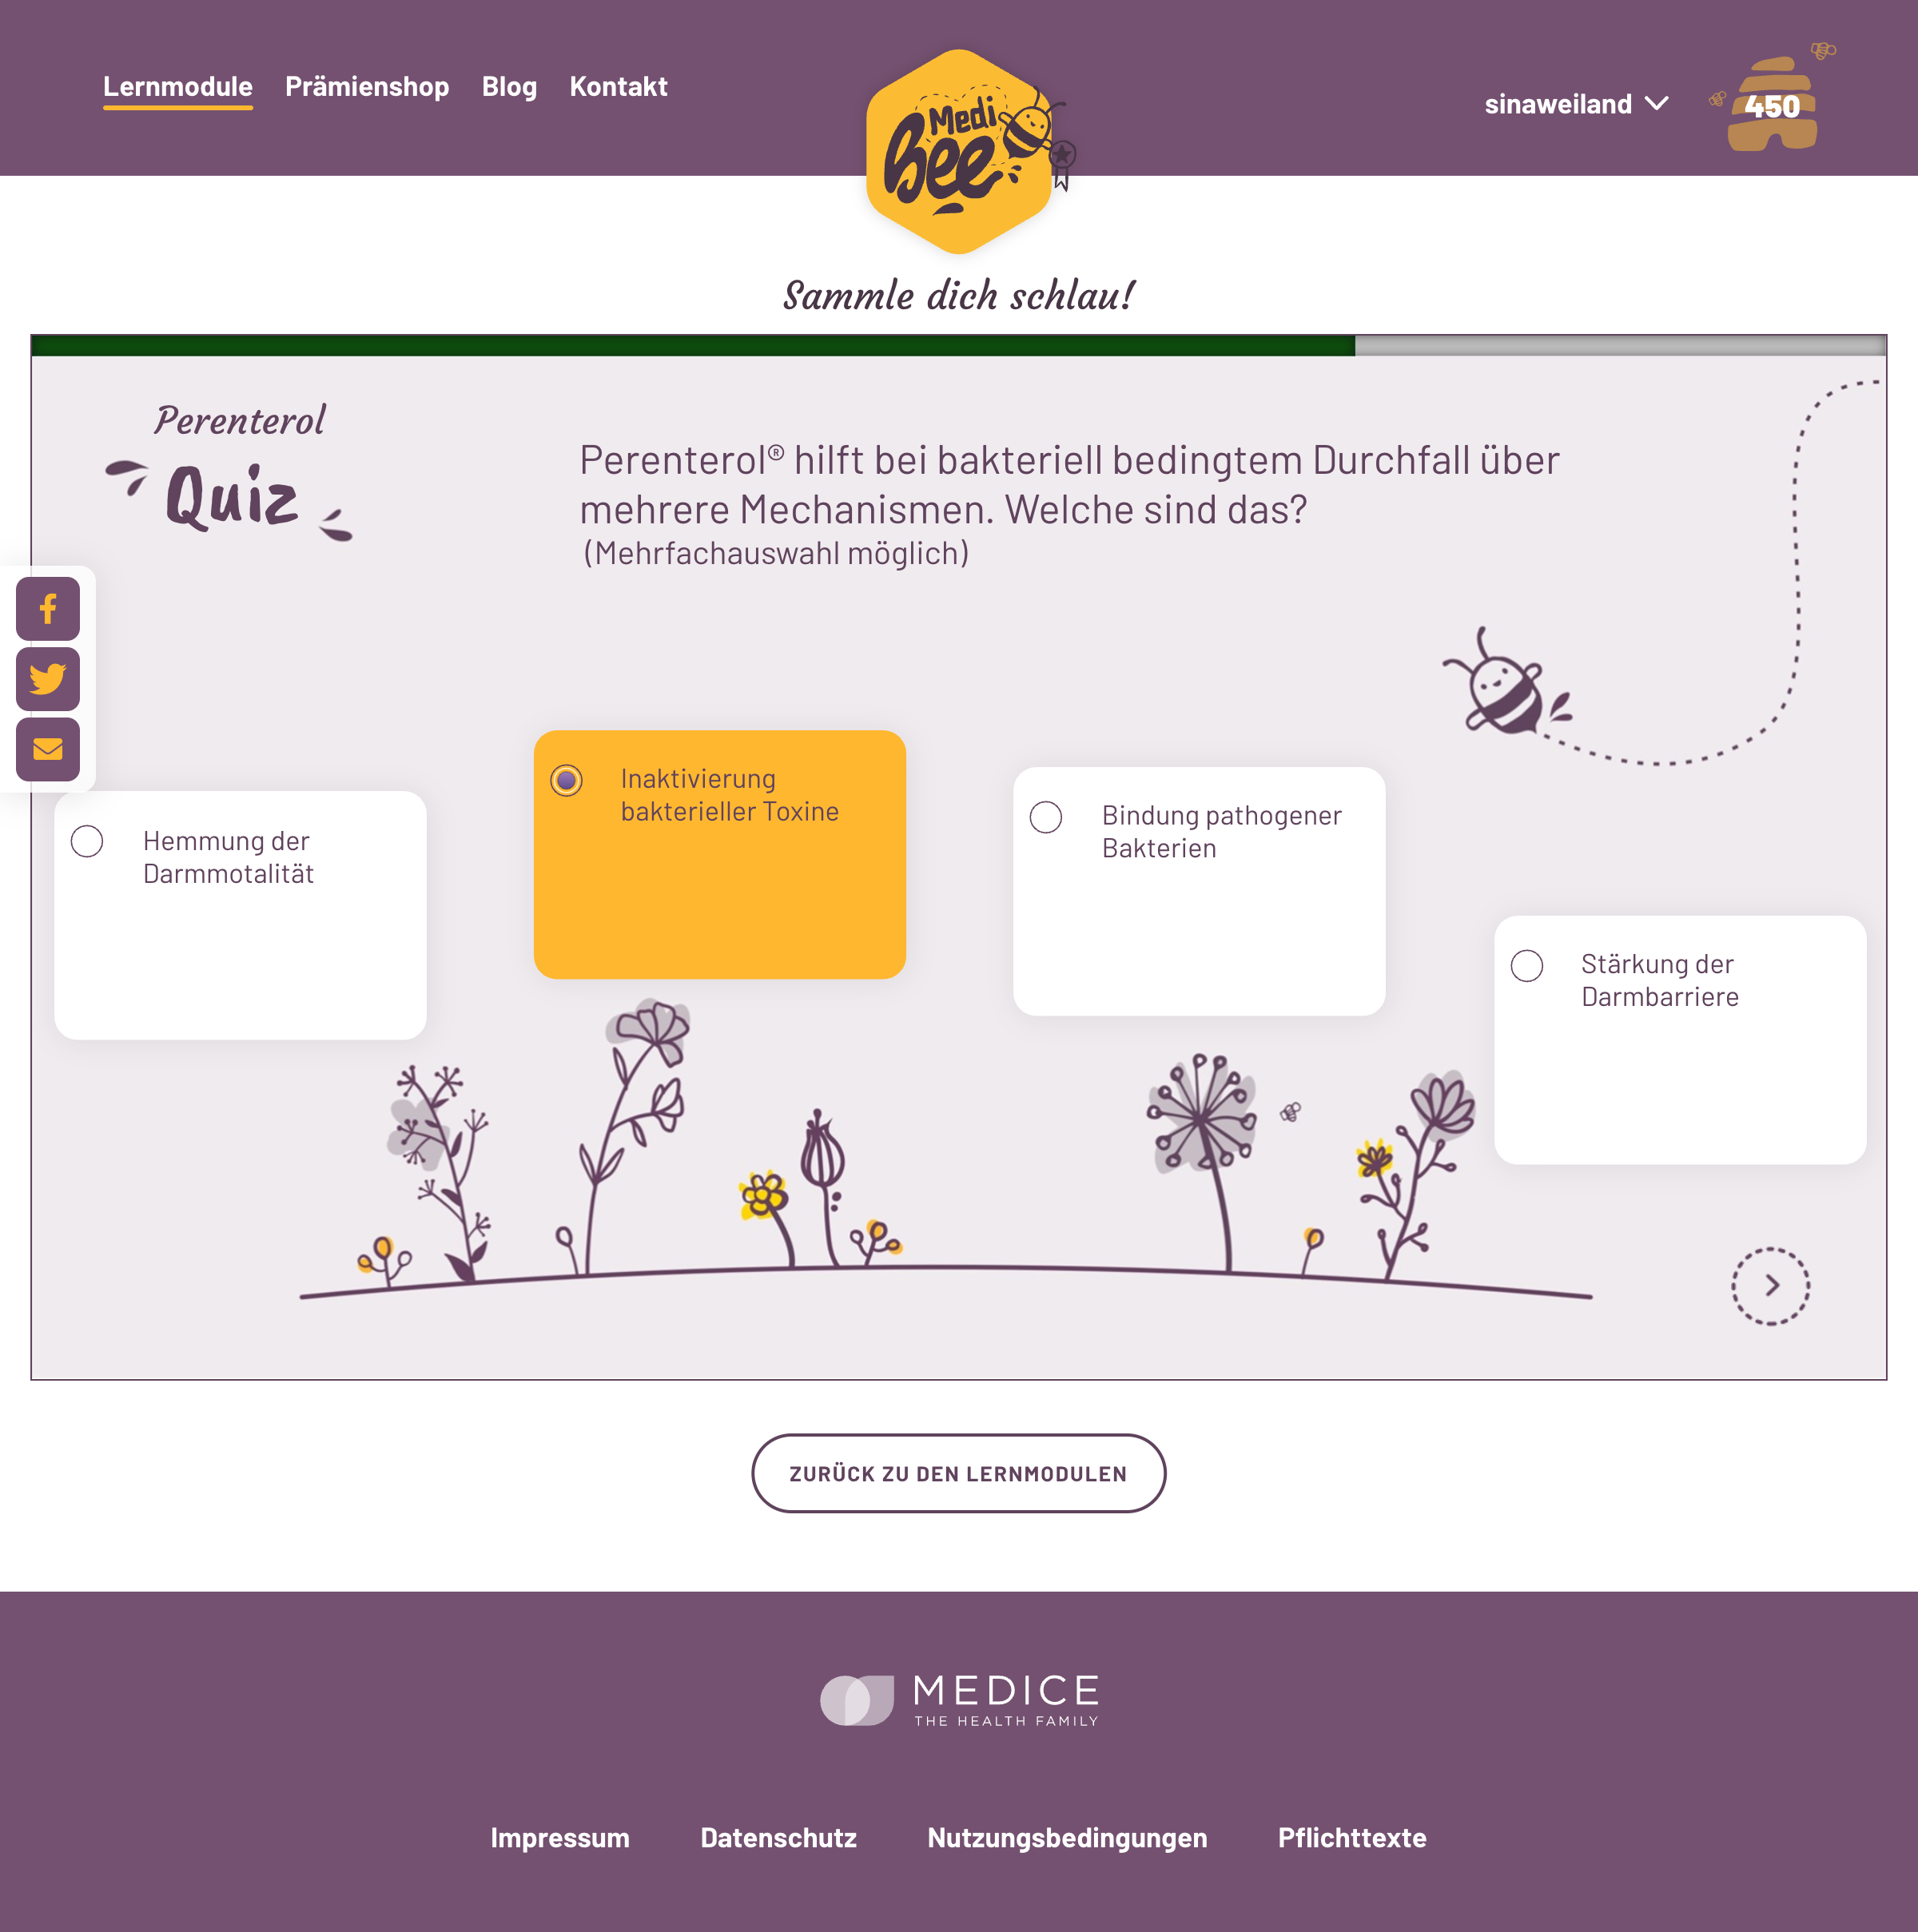 Lernmodule Prämienshop Blog Kontakt
Medi
bee
sinaweiland
450
Sammle dich schlau!
Perenterol
Quiz
Perenterol® hilft bei bakteriell bedingtem Durchfall über
mehrere Mechanismen. Welche sind das?
(Mehrfachauswahl möglich)
Hemmung der
Darmmotalität
Inaktivierung
bakterieller Toxine
Bindung pathogener
Bakterien
Stärkung der
Darmbarriere
ZURÜCK ZU DEN LERNMODULEN
MEDICE
THE HEALTH FAMILY
Impressum Datenschutz Nutzungsbedingungen Pflichttexte